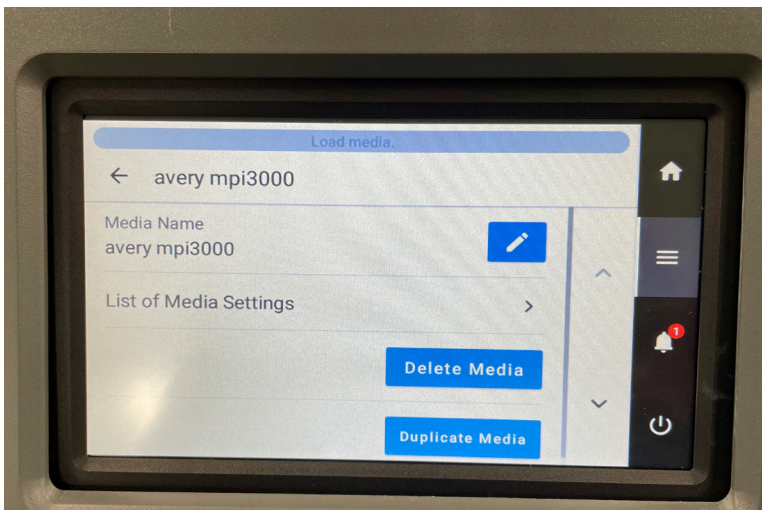 Load media.
avery mpi3000
Media Name
avery mpi3000
List of Media Settings
1
Delete Media
Duplicate Media